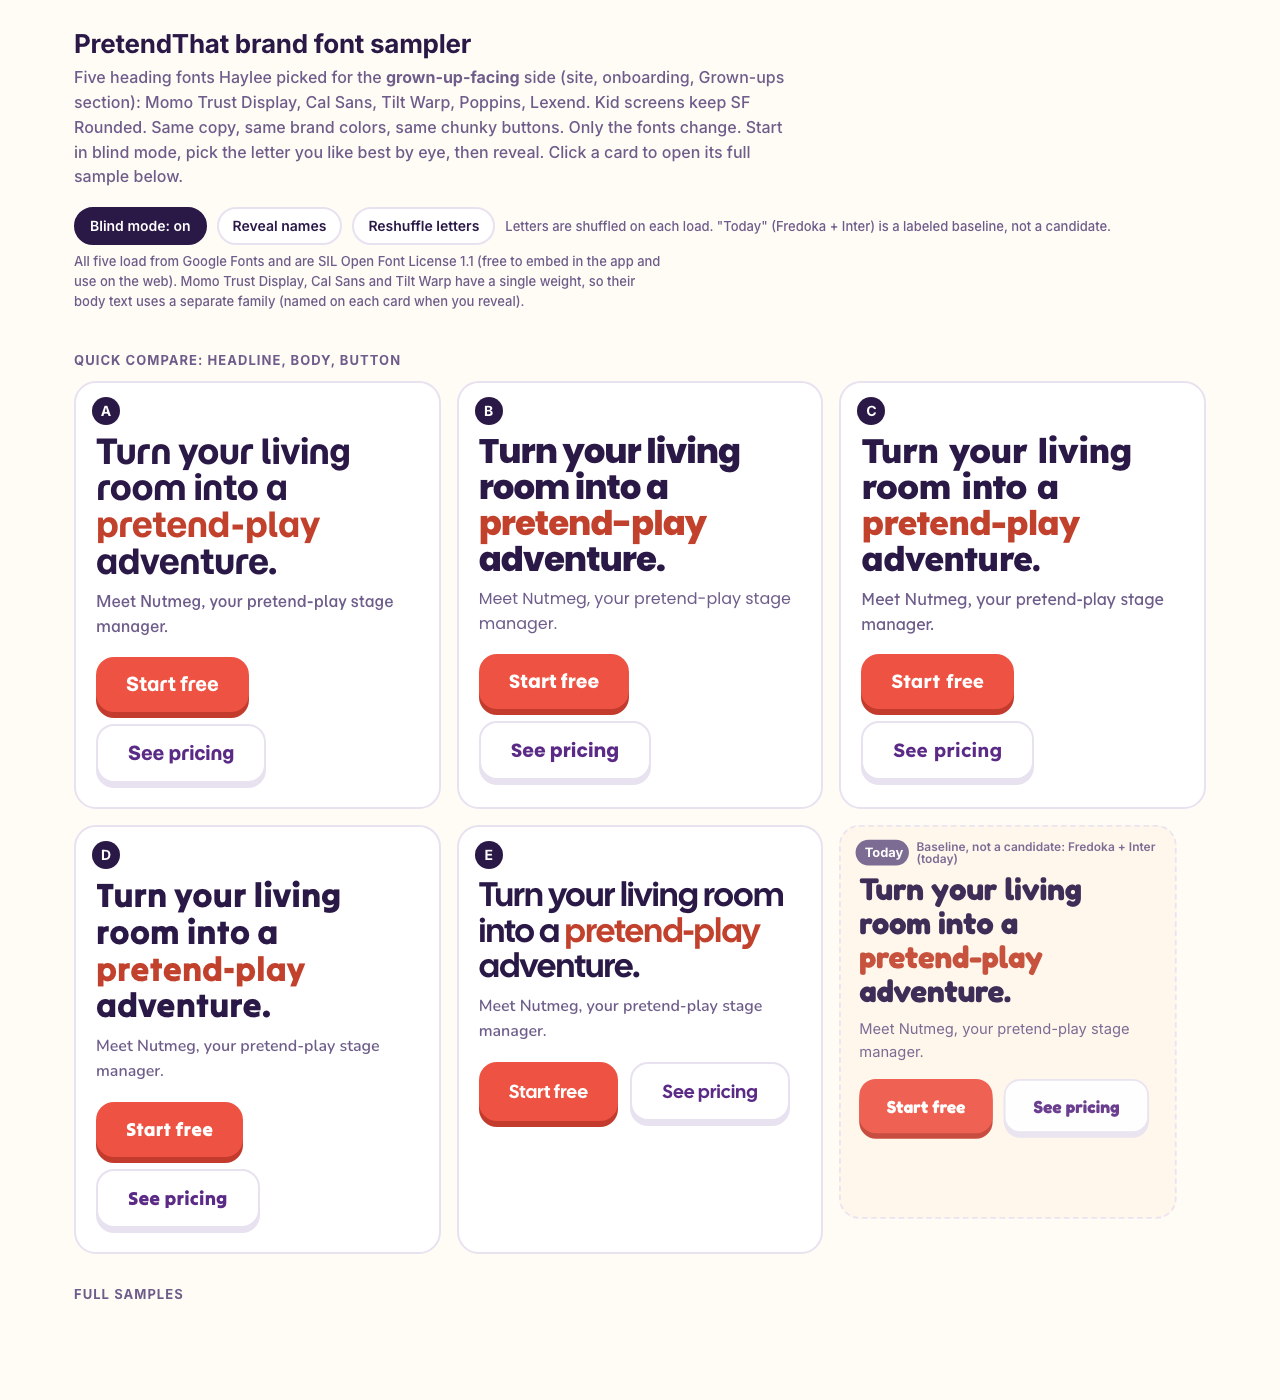 PretendThat brand font sampler
Five heading fonts Haylee picked for the grown-up-facing side (site, onboarding, Grown-ups
section): Momo Trust Display, Cal Sans, Tilt Warp, Poppins, Lexend. Kid screens keep SF
Rounded. Same copy, same brand colors, same chunky buttons. Only the fonts change. Start
in blind mode, pick the letter you like best by eye, then reveal. Click a card to open its full
sample below.
Blind mode: on
Reveal names
Reshuffle letters
Letters are shuffled on each load. "Today" (Fredoka + Inter) is a labeled baseline, not a candidate.
All five load from Google Fonts and are SIL Open Font License 1.1 (free to embed in the app and
use on the web). Momo Trust Display, Cal Sans and Tilt Warp have a single weight, so their
body text uses a separate family (named on each card when you reveal).
QUICK COMPARE: HEADLINE, BODY, BUTTON
A
Turn your living
room into a
pretend-play
adventure.
Meet Nutmeg, your pretend-play stage
manager.
Start free
See pricing
B
Turn your living
room into a
pretend-play
adventure.
Meet Nutmeg, your pretend-play stage
manager.
Start free
See pricing
C
Turn your living
room into a
pretend-play
adventure.
Meet Nutmeg, your pretend-play stage
manager.
Start free
See pricing
D
Turn your living
room into a
pretend-play
adventure.
Meet Nutmeg, your pretend-play stage
manager.
Start free
See pricing
E
Turn your living room
into a pretend-play
adventure.
Meet Nutmeg, your pretend-play stage
manager.
Start free
See pricing
Today
Baseline, not a candidate: Fredoka + Inter
(today)
Turn your living
room into a
pretend-play
adventure.
Meet Nutmeg, your pretend-play stage
manager.
Start free
See pricing
FULL SAMPLES